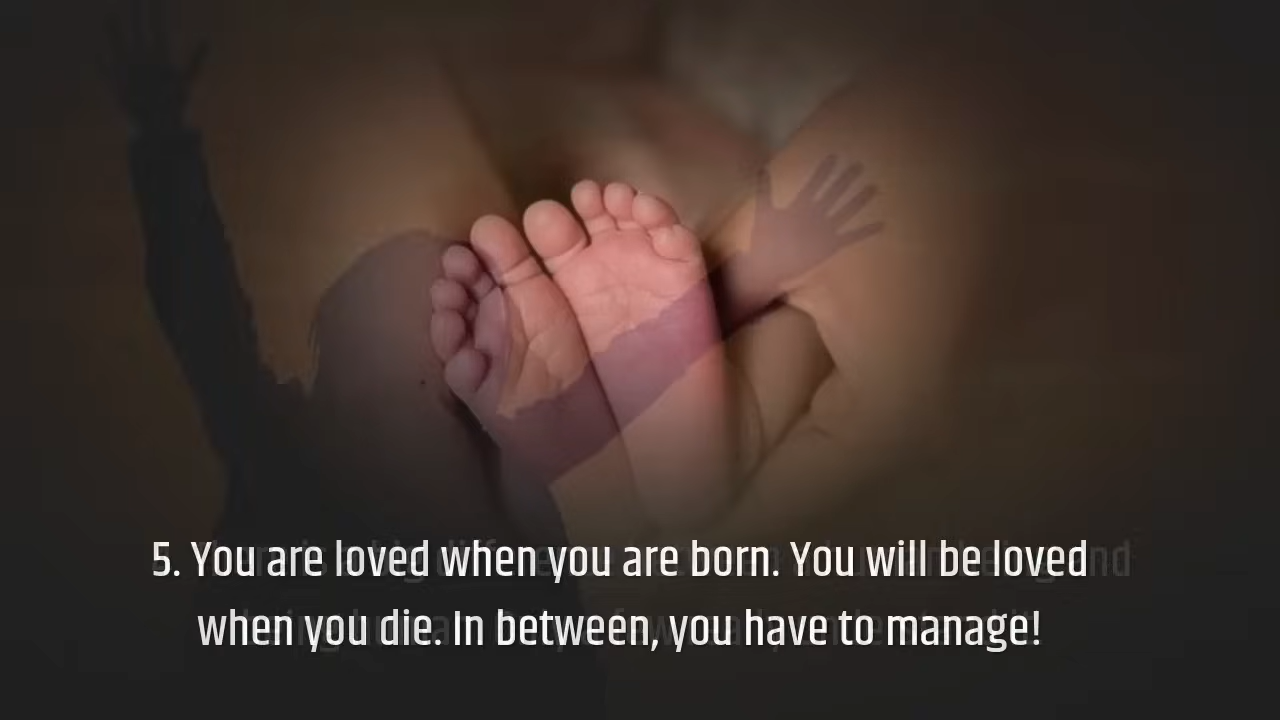 5. You are loved when you are born. You will be loved
when you die. In between, you have to manage!